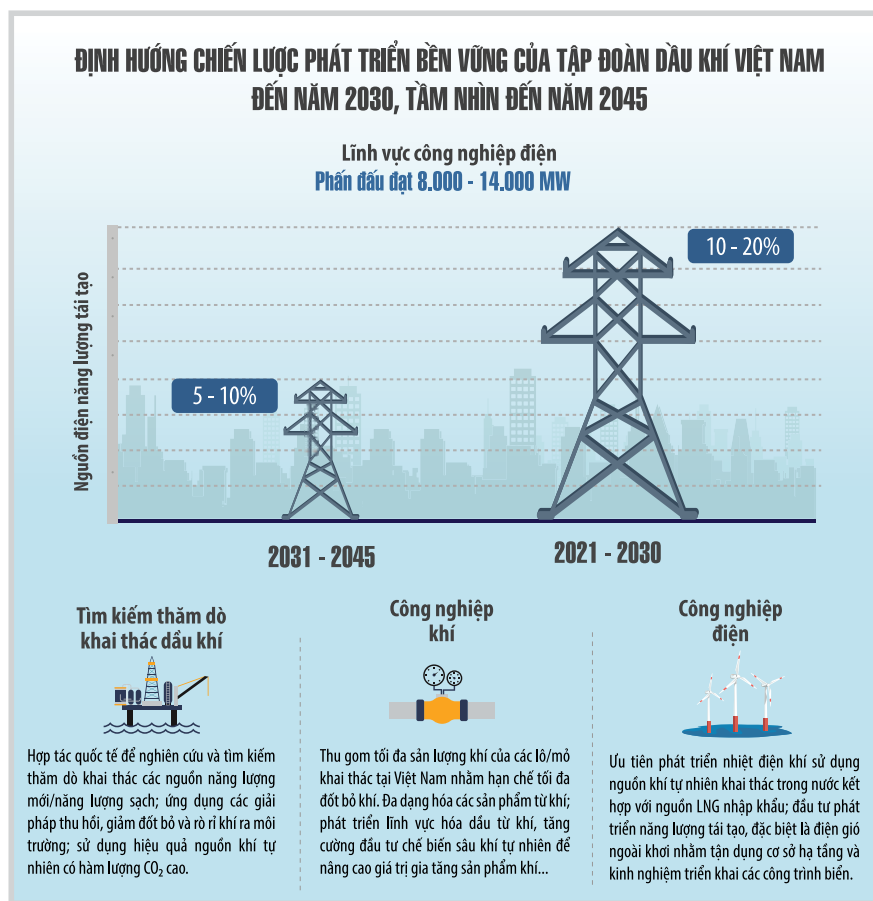 ĐỊNH HƯỚNG CHIẾN LƯỢC PHÁT TRIỂN BỀN VỮNG CỦA TẬP ĐOÀN DẦU KHÍ VIỆT NAM
ĐẾN NĂM 2030, TẦM NHÌN ĐẾN NĂM 2045
Lĩnh vực công nghiệp điện
Phấn đấu đạt 8.000 - 14.000 MW
Nguồn điện năng lượng tái tạo
10 - 20%
5 - 10%
2031 - 2045
2021 - 2030
Tìm kiếm thăm dò
khai thác dầu khí
Hợp tác quốc tế để nghiên cứu và tìm kiếm
thăm dò khai thác các nguồn năng lượng
mới/năng lượng sạch; ứng dụng các giải
pháp thu hồi, giảm đốt bỏ và rò rỉ khí ra môi
trường; sử dụng hiệu quả nguồn khí tự
nhiên có hàm lượng CO₂ cao.
Công nghiệp
khí
Thu gom tối đa sản lượng khí của các lô/mỏ
khai thác tại Việt Nam nhằm hạn chế tối đa
đốt bỏ khí. Đa dạng hóa các sản phẩm từ khí;
phát triển lĩnh vực hóa dầu từ khí, tăng
cường đầu tư chế biến sâu khí tự nhiên để
nâng cao giá trị gia tăng sản phẩm khí...
Công nghiệp
điện
Ưu tiên phát triển nhiệt điện khí sử dụng
nguồn khí tự nhiên khai thác trong nước kết
hợp với nguồn LNG nhập khẩu; đầu tư phát
triển năng lượng tái tạo, đặc biệt là điện gió
ngoài khơi nhằm tận dụng cơ sở hạ tầng và
kinh nghiệm triển khai các công trình biển.